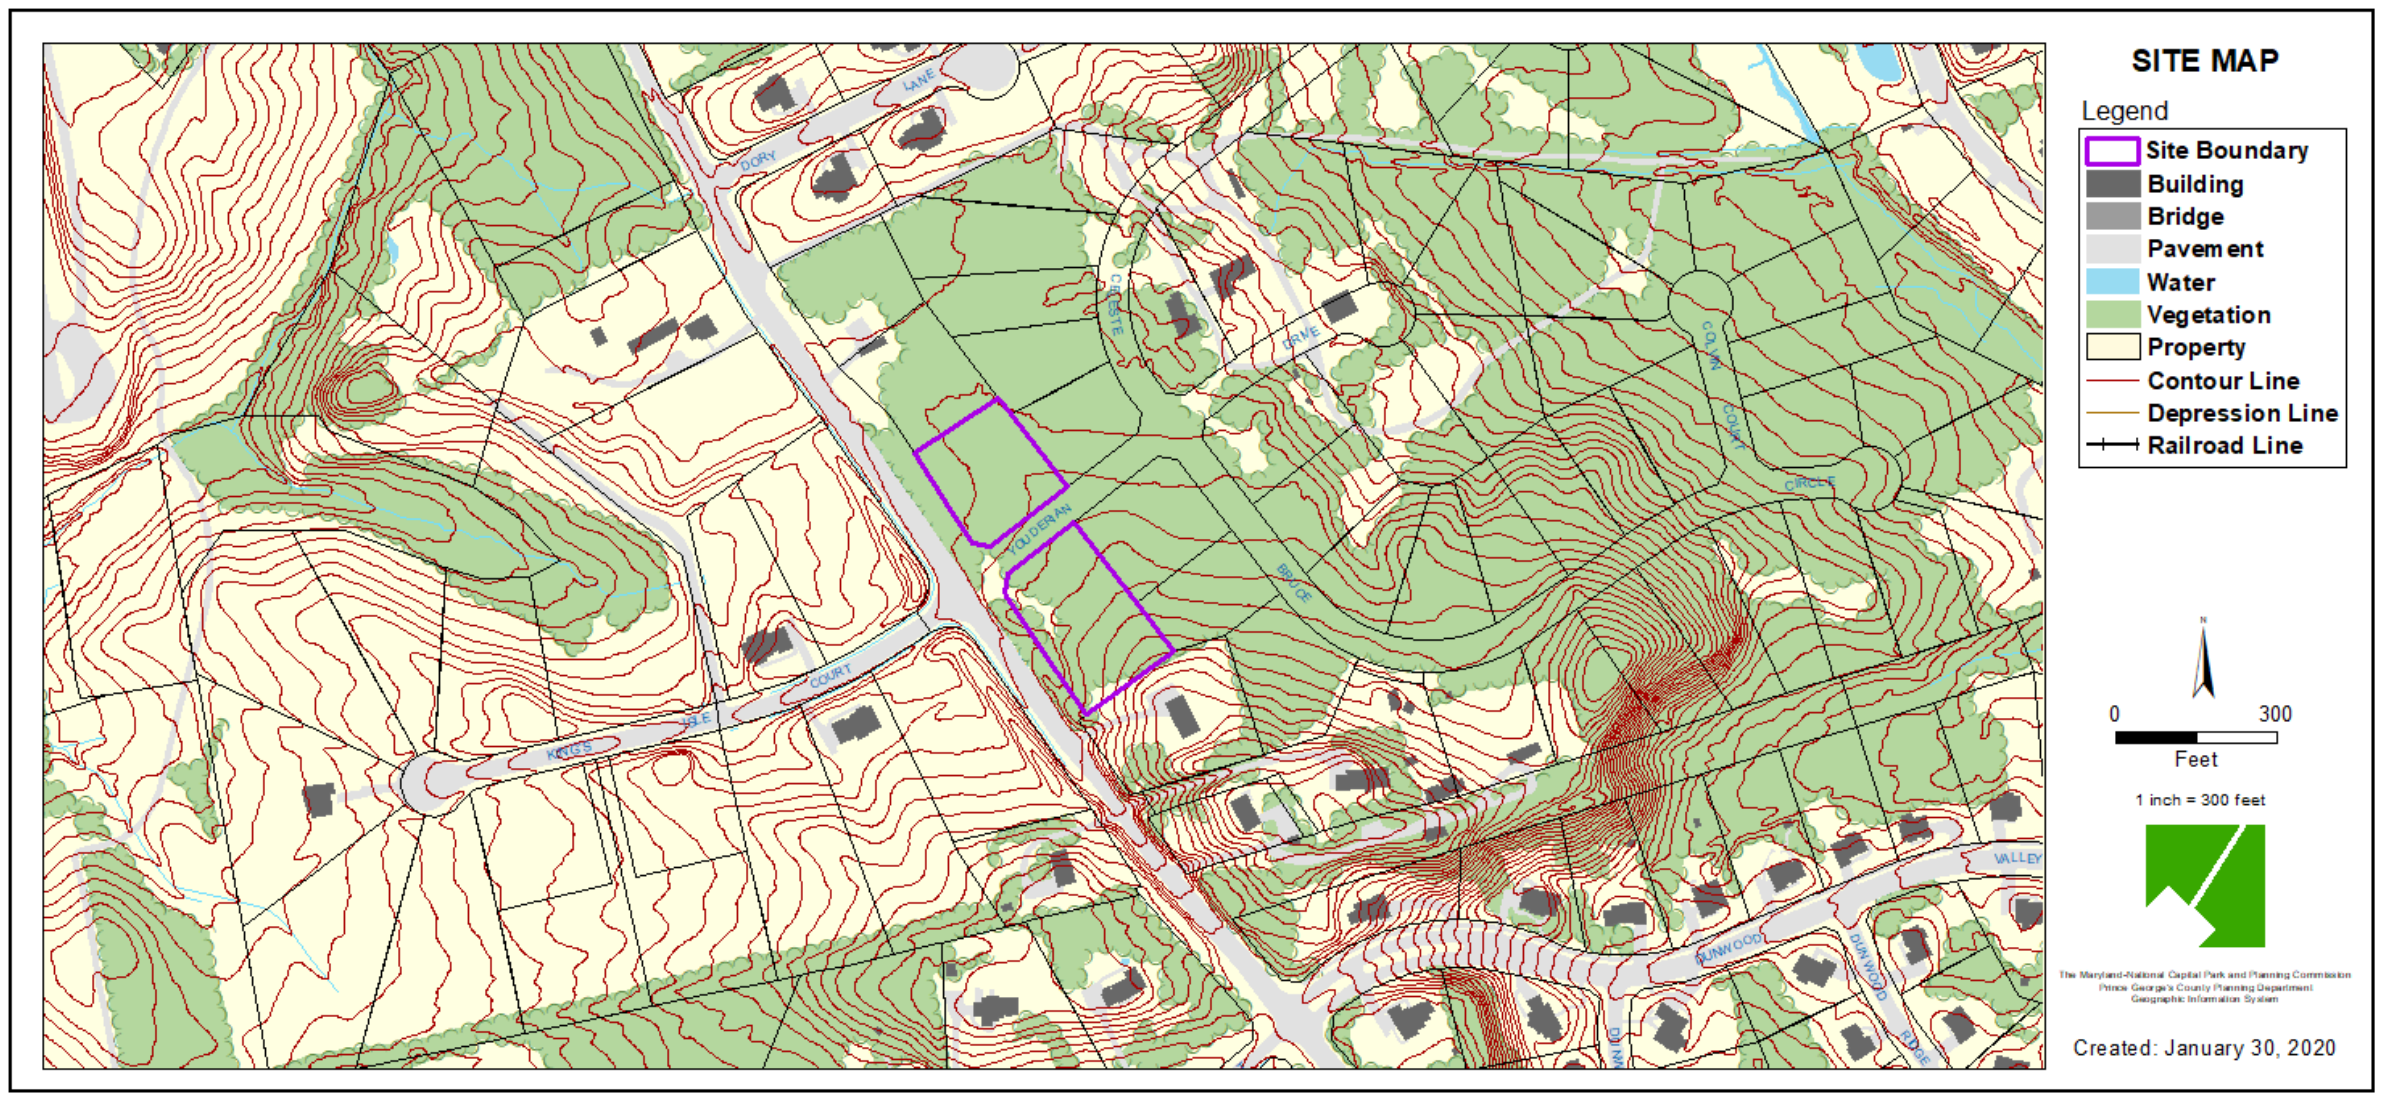 SITE MAP
Legend
Site Boundary
Building
Bridge
Pavement
Water
Vegetation
Property
Contour Line
Depression Line
Railroad Line
N
0 300
Feet
1 inch = 300 feet
The Maryland-National Capital Park and Planning Commission
Prince George's County Planning Department
Geographic Information System
Created: January 30, 2020
LANE
DORY
CELESTE
DRIVE
COLVIN
COURT
CIRCLE
YOUDERIAN
BRUCE
COURT
ISLE
KINGS
VALLEY
DUNWOOD
DUNWOOD
RIDGE
DUNW